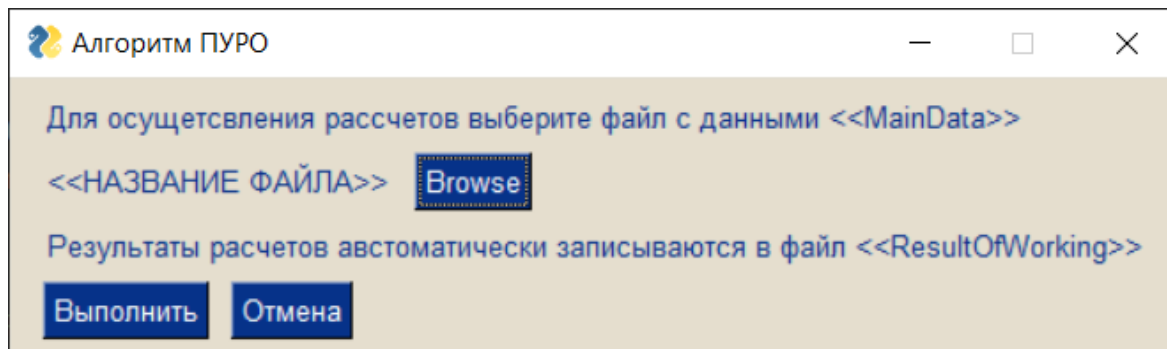 Алгоритм ПУРО
Для осущетсвления рассчетов выберите файл с данными <<MainData>>
<<НАЗВАНИЕ ФАЙЛА>> Browse
Результаты расчетов австоматически записываются в файл <<ResultOfWorking>>
Выполнить Отмена